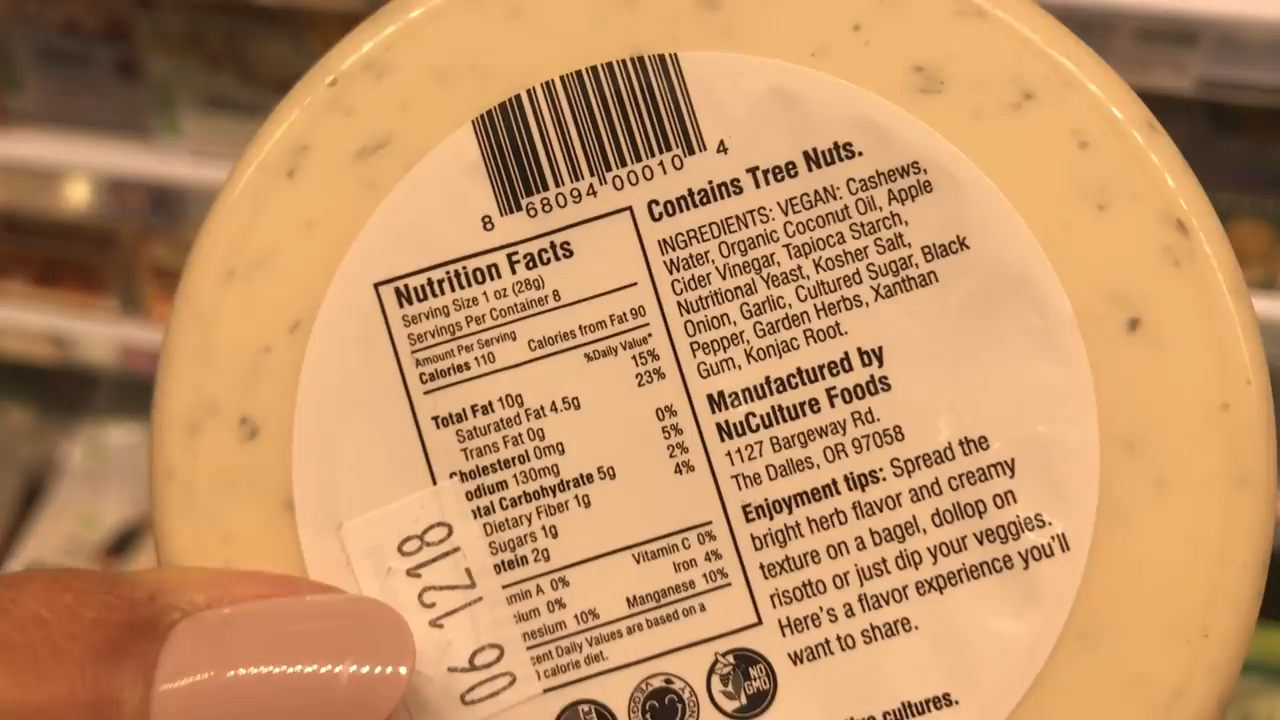 8 68094 00010 4
Nutrition Facts
Serving Size 1 oz (28g)
Servings Per Container 8
Amount Per Serving
Calories 110 Calories from Fat 90
%Daily Value*
Total Fat 10g 15%
Saturated Fat 4.5g 23%
Trans Fat 0g
Cholesterol 0mg 0%
odium 130mg 5%
otal Carbohydrate 5g 2%
Dietary Fiber 1g 4%
Sugars 1g
otein 2g
min A 0% Vitamin C 0%
ium 0% Iron 4%
nesium 10% Manganese 10%
cent Daily Values are based on a
calorie diet.
06 1218
Contains Tree Nuts.
INGREDIENTS: VEGAN: Cashews,
Water, Organic Coconut Oil, Apple
Cider Vinegar, Tapioca Starch,
Nutritional Yeast, Kosher Salt,
Onion, Garlic, Cultured Sugar, Black
Pepper, Garden Herbs, Xanthan
Gum, Konjac Root.
Manufactured by
NuCulture Foods
1127 Bargeway Rd.
The Dalles, OR 97058
Enjoyment tips: Spread the
bright herb flavor and creamy
texture on a bagel, dollop on
risotto or just dip your veggies.
Here's a flavor experience you'll
want to share.
NO
GMO
cultures.